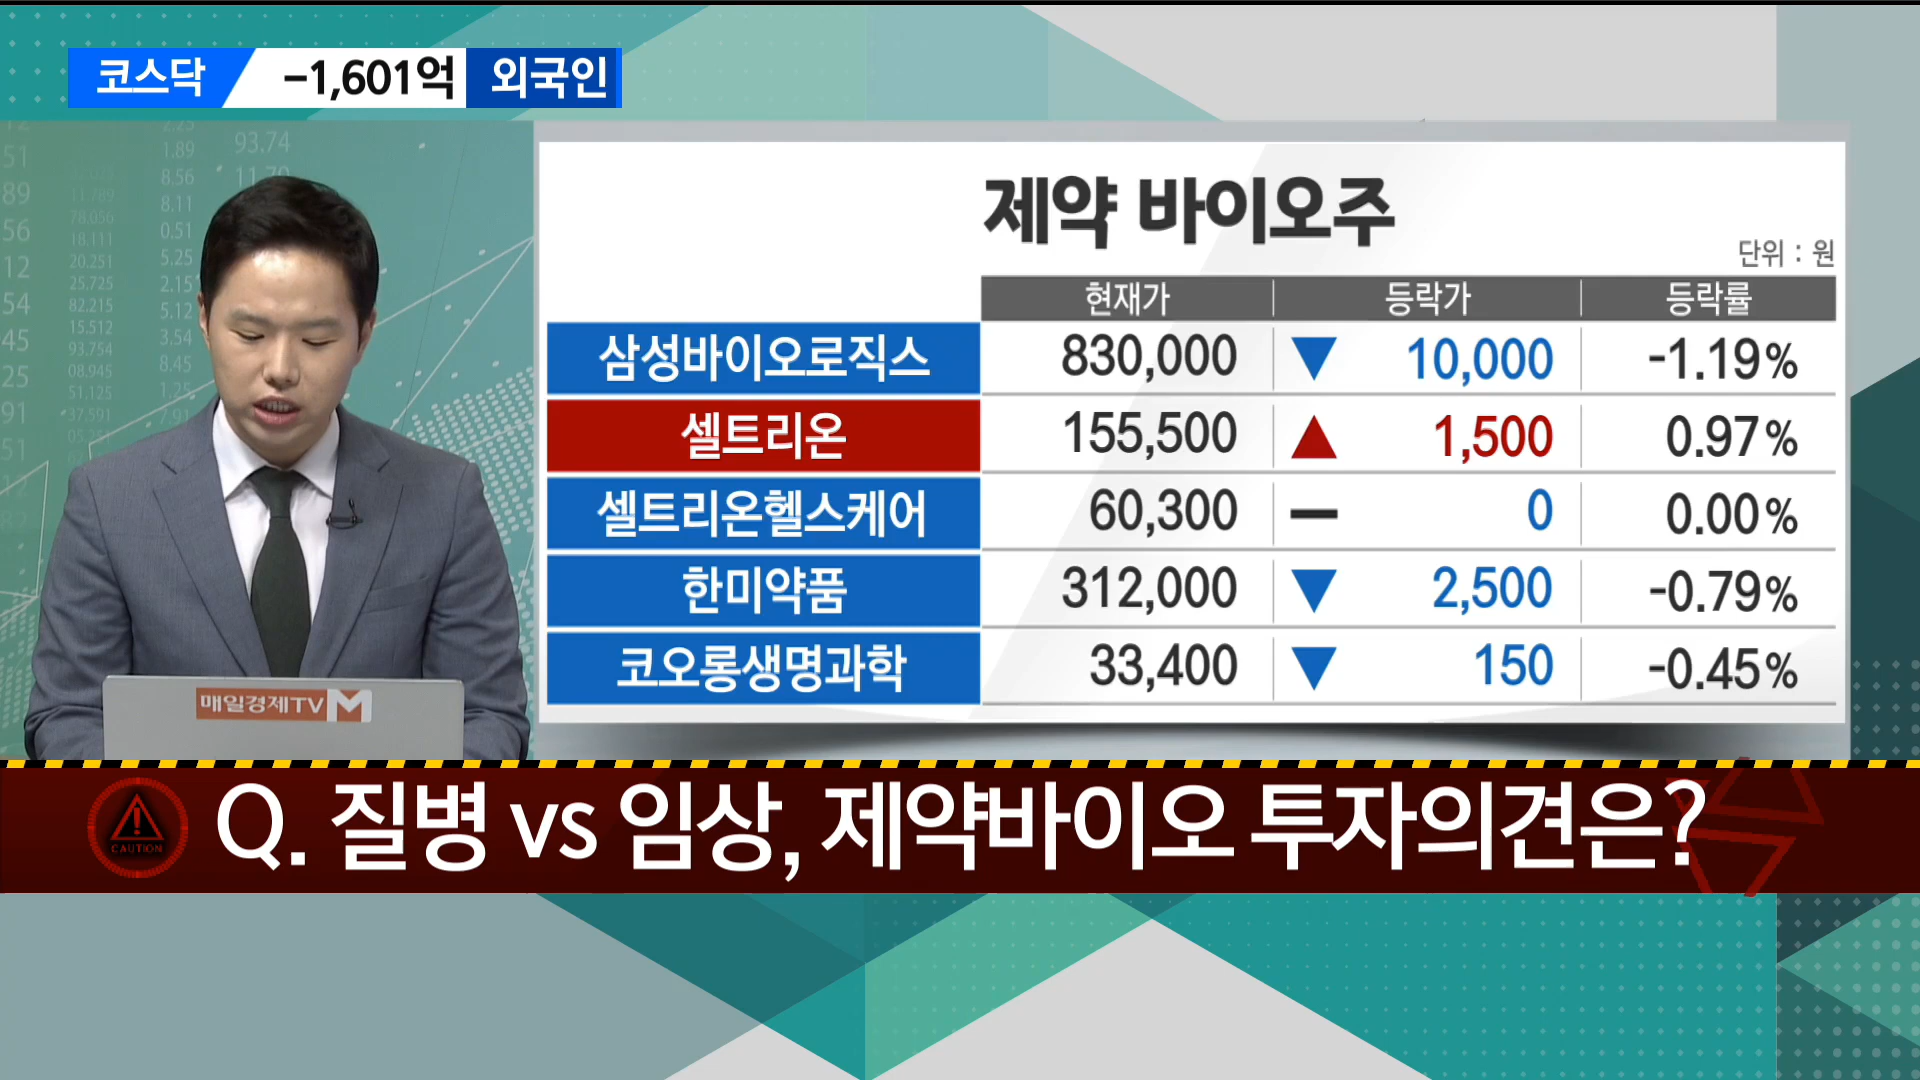 코스닥 -1,601억 외국인
93.74
제약 바이오주
단위 : 원
현재가 등락가 등락률
삼성바이오로직스 830,000 ▼ 10,000 -1.19%
셀트리온 155,500 ▲ 1,500 0.97%
셀트리온헬스케어 60,300 — 0 0.00%
한미약품 312,000 ▼ 2,500 -0.79%
코오롱생명과학 33,400 ▼ 150 -0.45%
매일경제TV M
CAUTION
Q. 질병 vs 임상, 제약바이오 투자의견은?